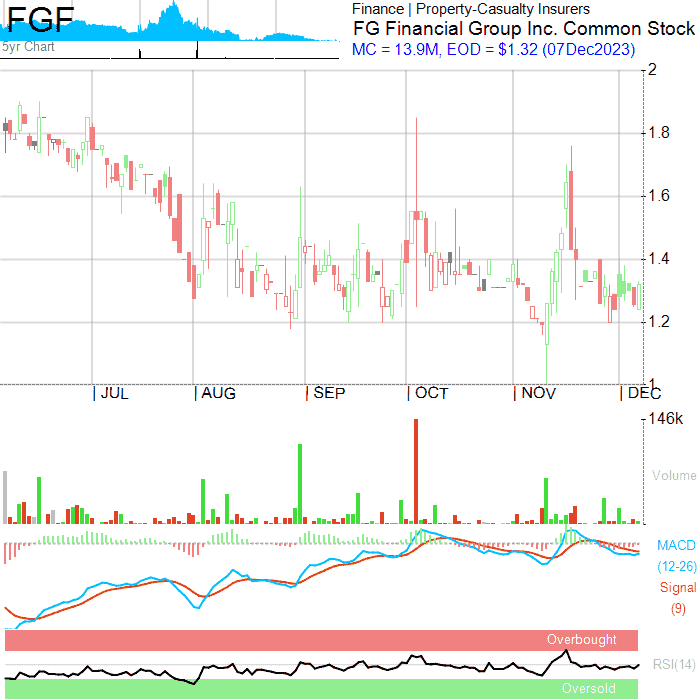 FGF
5yr Chart
Finance | Property-Casualty Insurers
FG Financial Group Inc. Common Stock
MC = 13.9M, EOD = $1.32 (07Dec2023)
2
1.8
1.6
1.4
1.2
1
JUL AUG SEP OCT NOV DEC
146k
Volume
MACD
(12-26)
Signal
(9)
Overbought
RSI(14)
Oversold